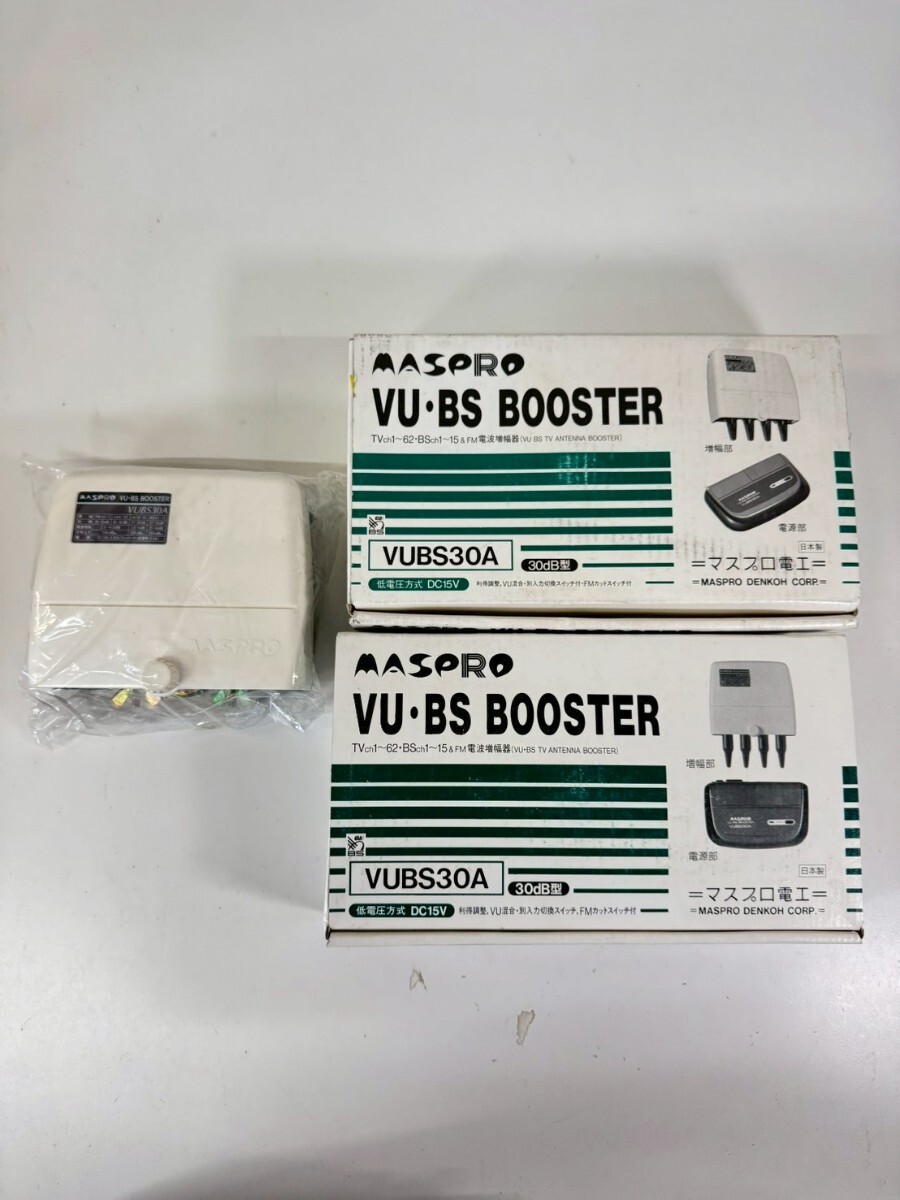 MASPRO VU・BS BOOSTER
VUBS30A
MASPRO
MASPRO
VU・BS BOOSTER
TVch1～62・BSch1～15&FM電波増幅器(VU BS TV ANTENNA BOOSTER)
増幅部
電源部
BS
VUBS30A
30dB型
日本製
低電圧方式 DC15V
利得調整,VU混合・別入力切換スイッチ付・FMカットスイッチ付
=マスプロ電工=
=MASPRO DENKOH CORP.=
MASPRO
VU・BS BOOSTER
TVch1～62・BSch1～15&FM電波増幅器(VU・BS TV ANTENNA BOOSTER)
増幅部
MASPRO
VUBS30A
電源部
BS
VUBS30A
30dB型
日本製
低電圧方式 DC15V
利得調整,VU混合・別入力切換スイッチ,FMカットスイッチ付
=マスプロ電工=
=MASPRO DENKOH CORP.=